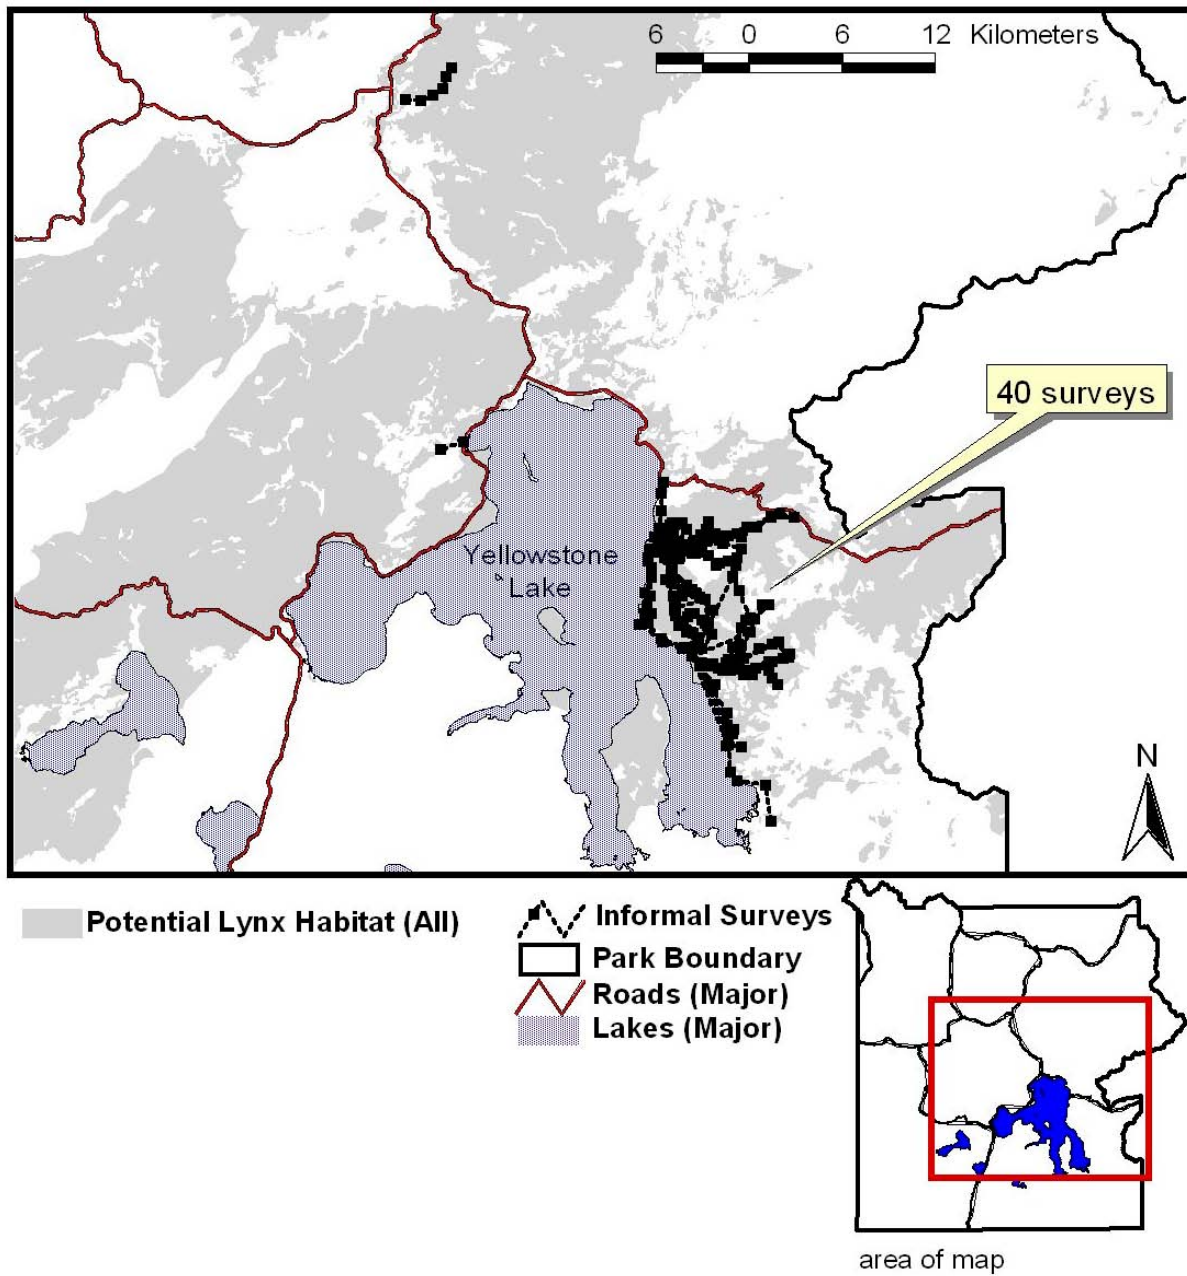 6 0 6 12 Kilometers
40 surveys
Yellowstone
Lake
N
Potential Lynx Habitat (All)
Informal Surveys
Park Boundary
Roads (Major)
Lakes (Major)
area of map